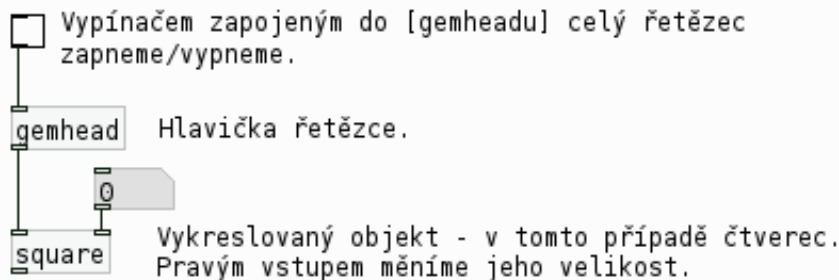 Vypínačem zapojeným do [gemheadu] celý řetězec
zapneme/vypneme.
gemhead
Hlavička řetězce.
0
square
Vykreslovaný objekt - v tomto případě čtverec.
Pravým vstupem měníme jeho velikost.